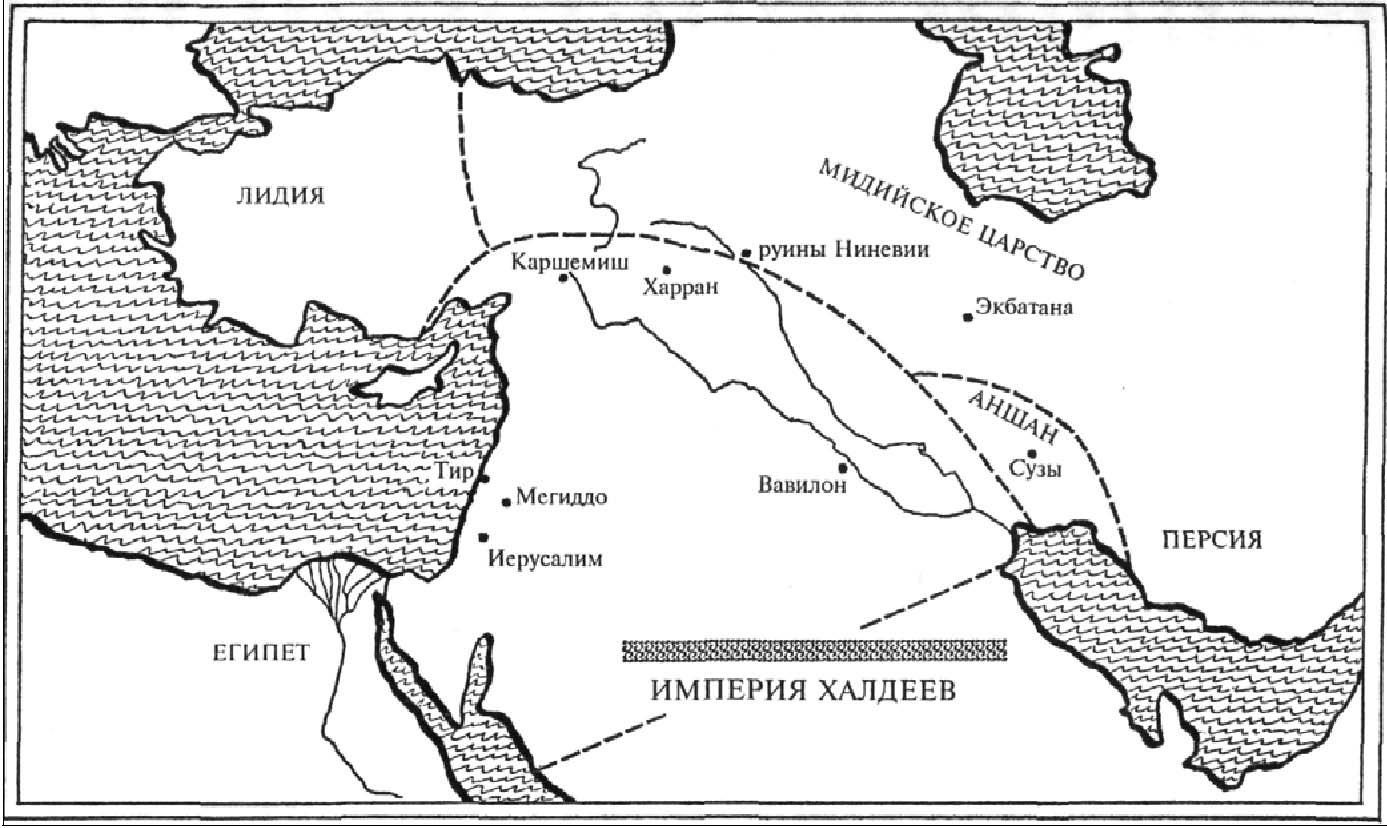 МИДИЙСКОЕ ЦАРСТВО
ЛИДИЯ
руины Ниневии
Каршемиш
Харран
Экбатана
АНШАН
Сузы
Тир
Вавилон
Мегиддо
Иерусалим
ПЕРСИЯ
ЕГИПЕТ
ИМПЕРИЯ ХАЛДЕЕВ